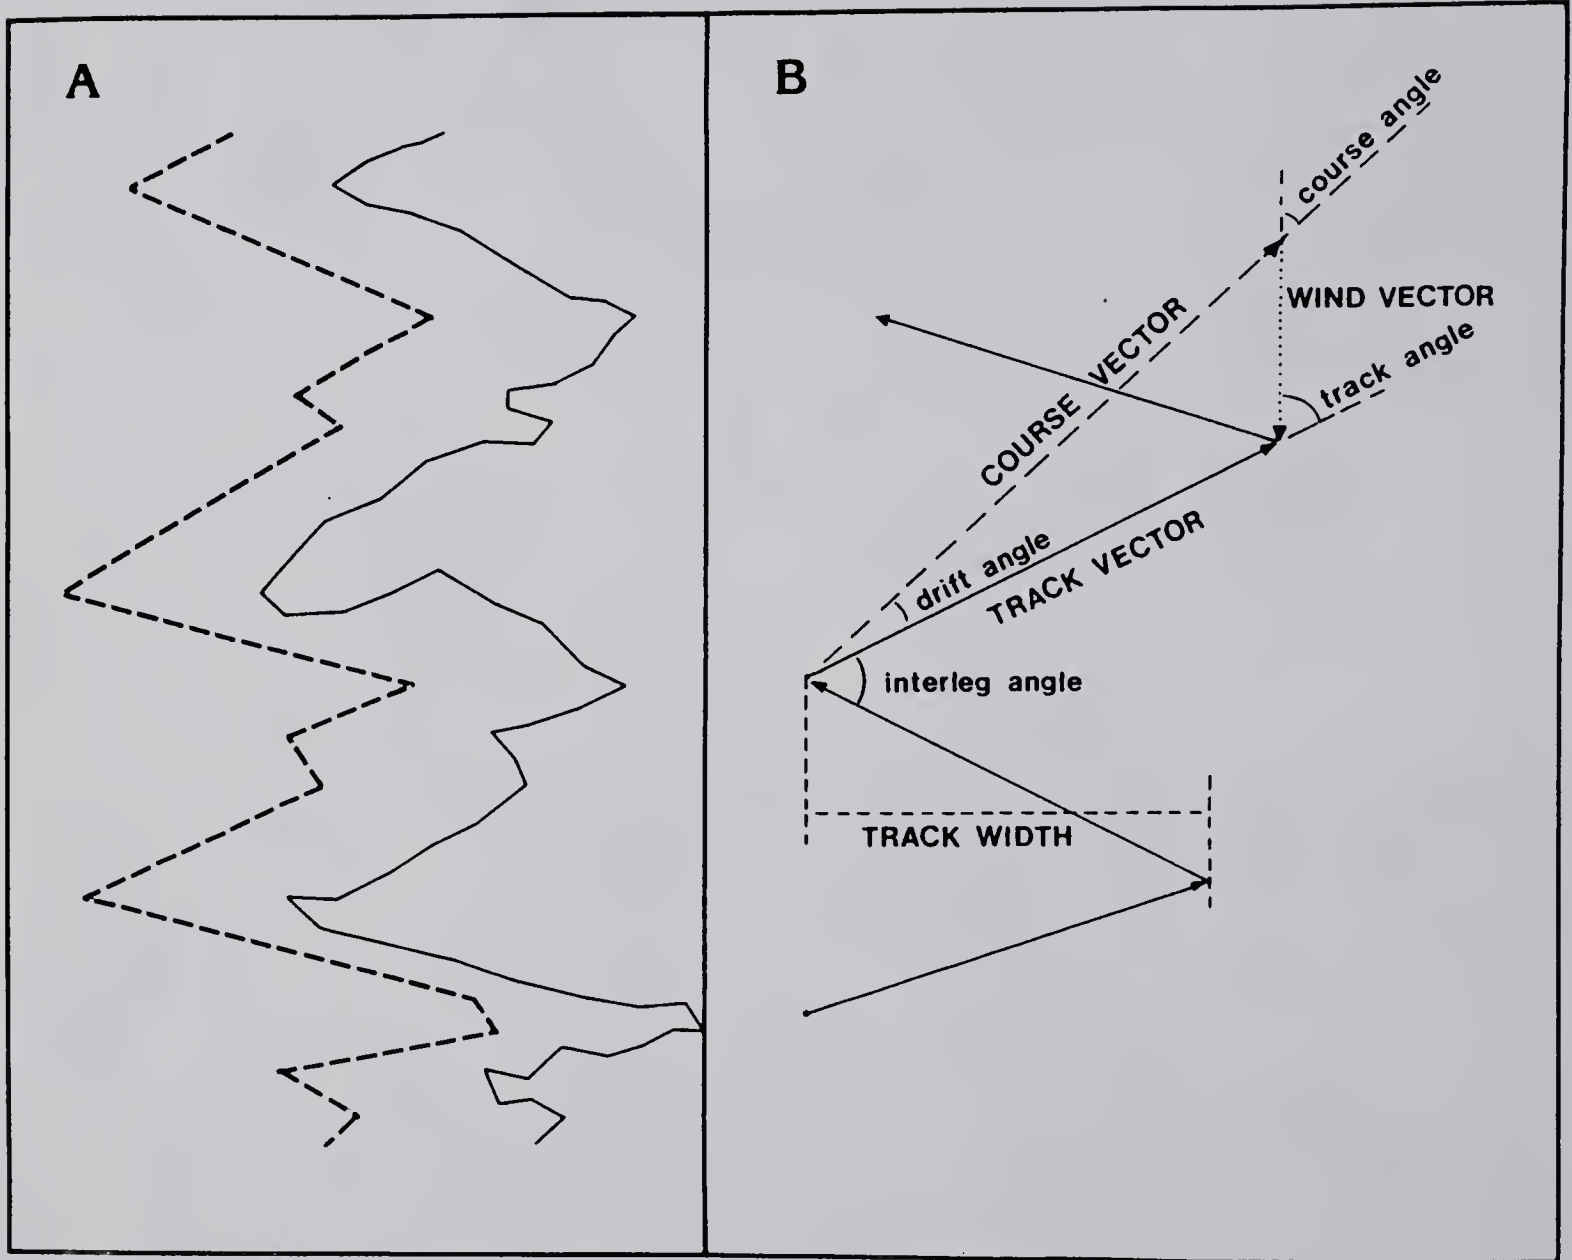 A
B
course angle
WIND VECTOR
COURSE VECTOR
track angle
drift angle
TRACK VECTOR
interleg angle
TRACK WIDTH